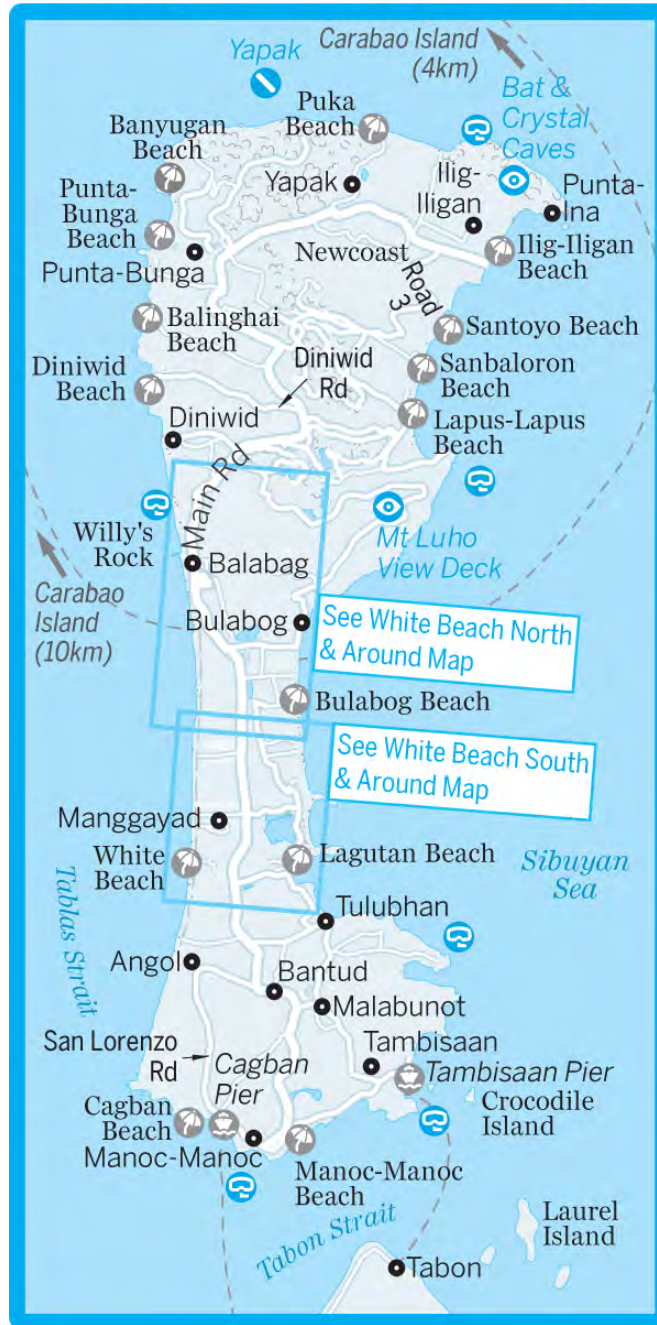 Yapak
Carabao Island
(4km)
Bat &
Crystal
Caves
Puka
Beach
Banyugan
Beach
Yapak
Ilig-
Iligan
Punta-
Ina
Punta-
Bunga
Beach
Punta-Bunga
Newcoast
Road
3
Ilig-Iligan
Beach
Balinghai
Beach
Santoyo Beach
Diniwid
Rd
Sanbaloron
Beach
Diniwid
Beach
Diniwid
Lapus-Lapus
Beach
Main Rd
Willy's
Rock
Mt Luho
View Deck
Balabag
Carabao
Island
(10km)
Bulabog
See White Beach North
& Around Map
Bulabog Beach
See White Beach South
& Around Map
Manggayad
White
Beach
Lagutan Beach
Sibuyan
Sea
Tablas Strait
Tulubhan
Angol
Bantud
Malabunot
San Lorenzo
Rd
Cagban
Pier
Tambisaan
Tambisaan Pier
Crocodile
Island
Cagban
Beach
Manoc-Manoc
Manoc-Manoc
Beach
Laurel
Island
Tabon Strait
Tabon